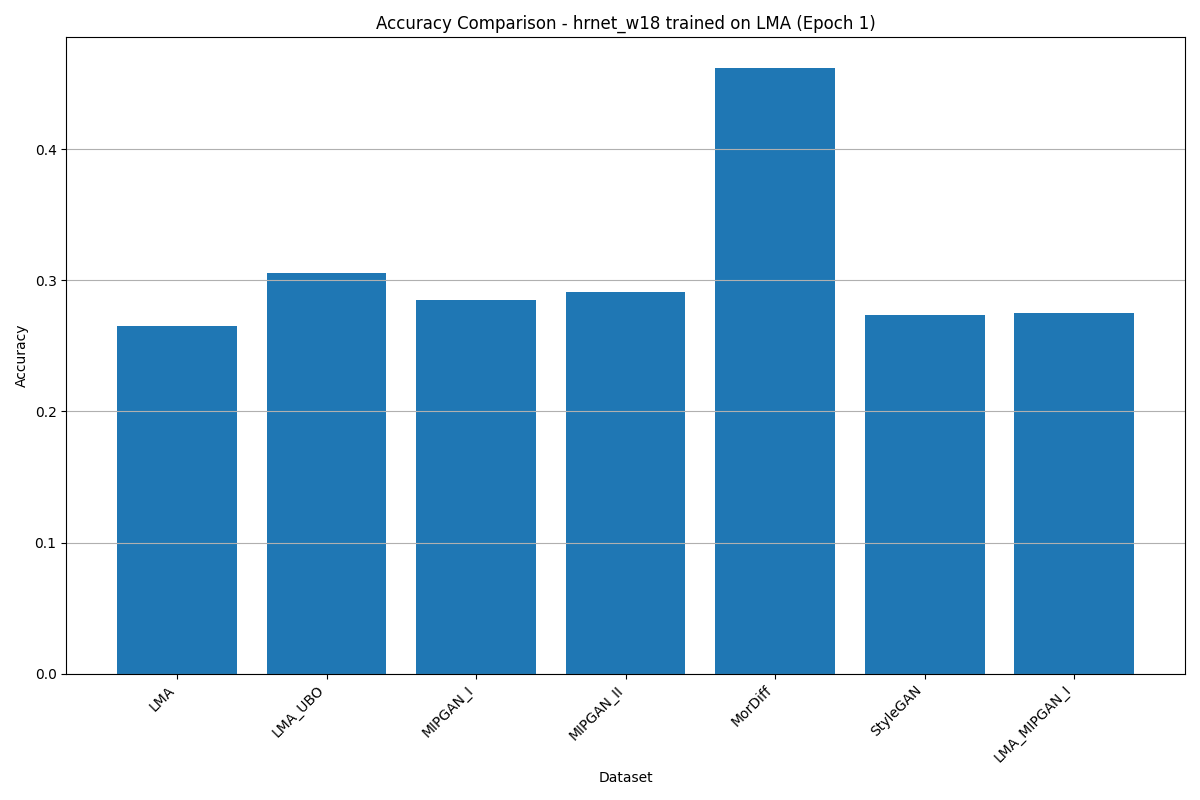 Accuracy Comparison - hrnet_w18 trained on LMA (Epoch 1)
Accuracy
0.4
0.3
0.2
0.1
0.0
LMA
LMA_UBO
MIPGAN_I
MIPGAN_II
MorDiff
StyleGAN
LMA_MIPGAN_I
Dataset